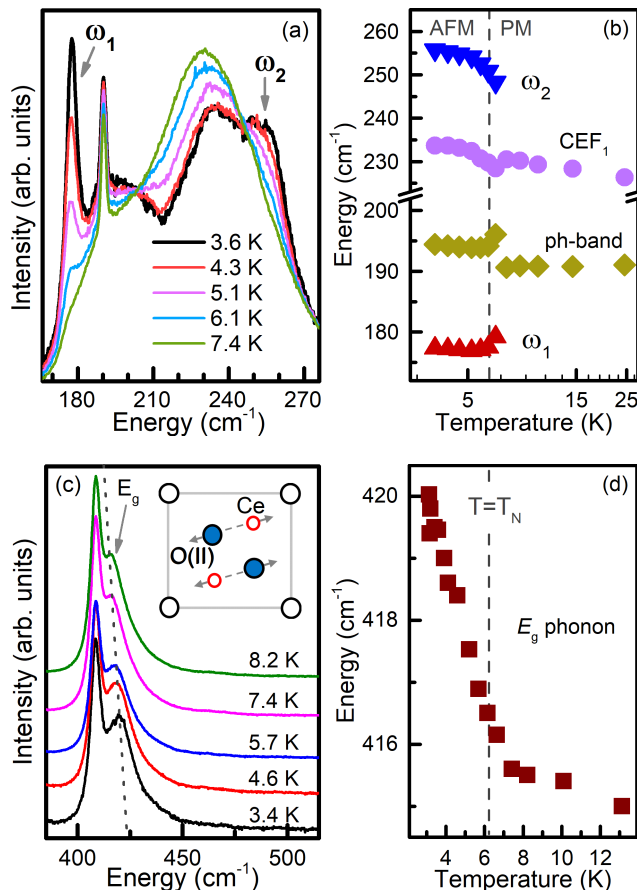 (a)
ω1
ω2
3.6 K
4.3 K
5.1 K
6.1 K
7.4 K
180 210 240 270
Energy (cm-1)
Intensity (arb. units)
(b)
AFM PM
ω2
CEF1
ph-band
ω1
260
250
240
230
195
190
180
175
5 15 25
Temperature (K)
Energy (cm-1)
(c)
Eg
Ce
O(II)
8.2 K
7.4 K
5.7 K
4.6 K
3.4 K
400 450 500
Energy (cm-1)
Intensity (arb. units)
(d)
T=TN
Eg phonon
420
418
416
4 6 8 10 12
Temperature (K)
Energy (cm-1)